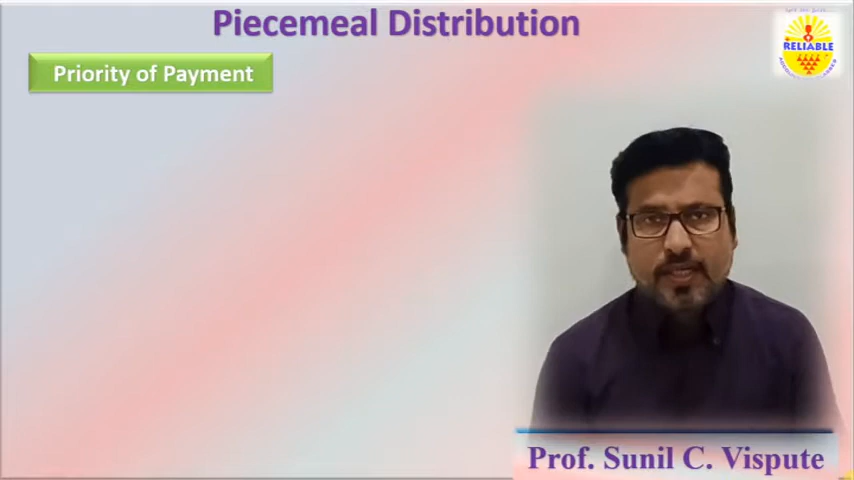 Piecemeal Distribution
Priority of Payment
RELIABLE
Prof. Sunil C. Vispute